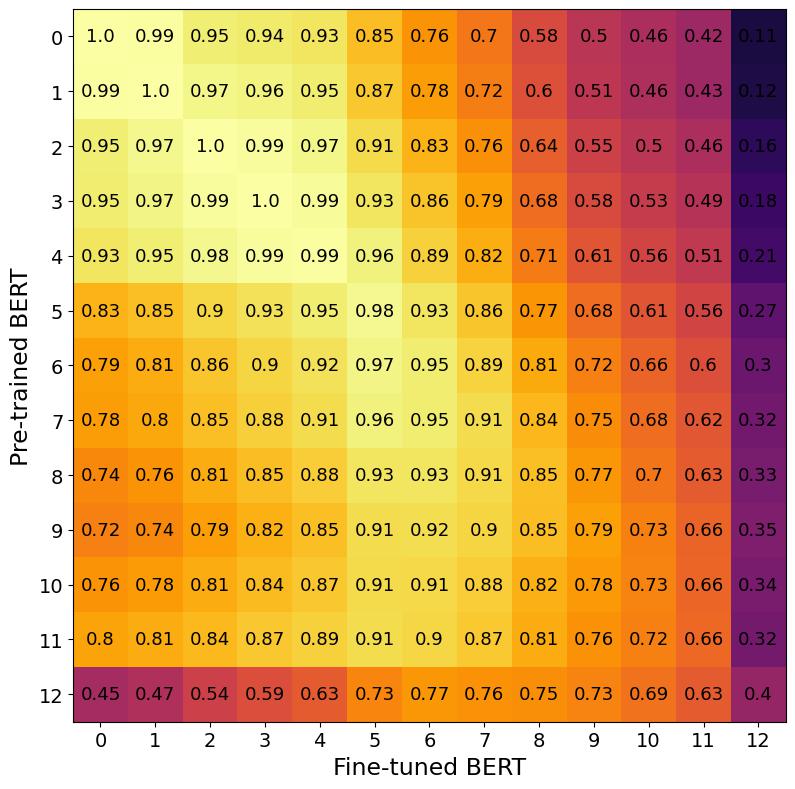 0 1.0 0.99 0.95 0.94 0.93 0.85 0.76 0.7 0.58 0.5 0.46 0.42 0.11
1 0.99 1.0 0.97 0.96 0.95 0.87 0.78 0.72 0.6 0.51 0.46 0.43 0.12
2 0.95 0.97 1.0 0.99 0.97 0.91 0.83 0.76 0.64 0.55 0.5 0.46 0.16
3 0.95 0.97 0.99 1.0 0.99 0.93 0.86 0.79 0.68 0.58 0.53 0.49 0.18
4 0.93 0.95 0.98 0.99 0.99 0.96 0.89 0.82 0.71 0.61 0.56 0.51 0.21
5 0.83 0.85 0.9 0.93 0.95 0.98 0.93 0.86 0.77 0.68 0.61 0.56 0.27
6 0.79 0.81 0.86 0.9 0.92 0.97 0.95 0.89 0.81 0.72 0.66 0.6 0.3
7 0.78 0.8 0.85 0.88 0.91 0.96 0.95 0.91 0.84 0.75 0.68 0.62 0.32
8 0.74 0.76 0.81 0.85 0.88 0.93 0.93 0.91 0.85 0.77 0.7 0.63 0.33
9 0.72 0.74 0.79 0.82 0.85 0.91 0.92 0.9 0.85 0.79 0.73 0.66 0.35
10 0.76 0.78 0.81 0.84 0.87 0.91 0.91 0.88 0.82 0.78 0.73 0.66 0.34
11 0.8 0.81 0.84 0.87 0.89 0.91 0.9 0.87 0.81 0.76 0.72 0.66 0.32
12 0.45 0.47 0.54 0.59 0.63 0.73 0.77 0.76 0.75 0.73 0.69 0.63 0.4
0 1 2 3 4 5 6 7 8 9 10 11 12
Fine-tuned BERT
Pre-trained BERT